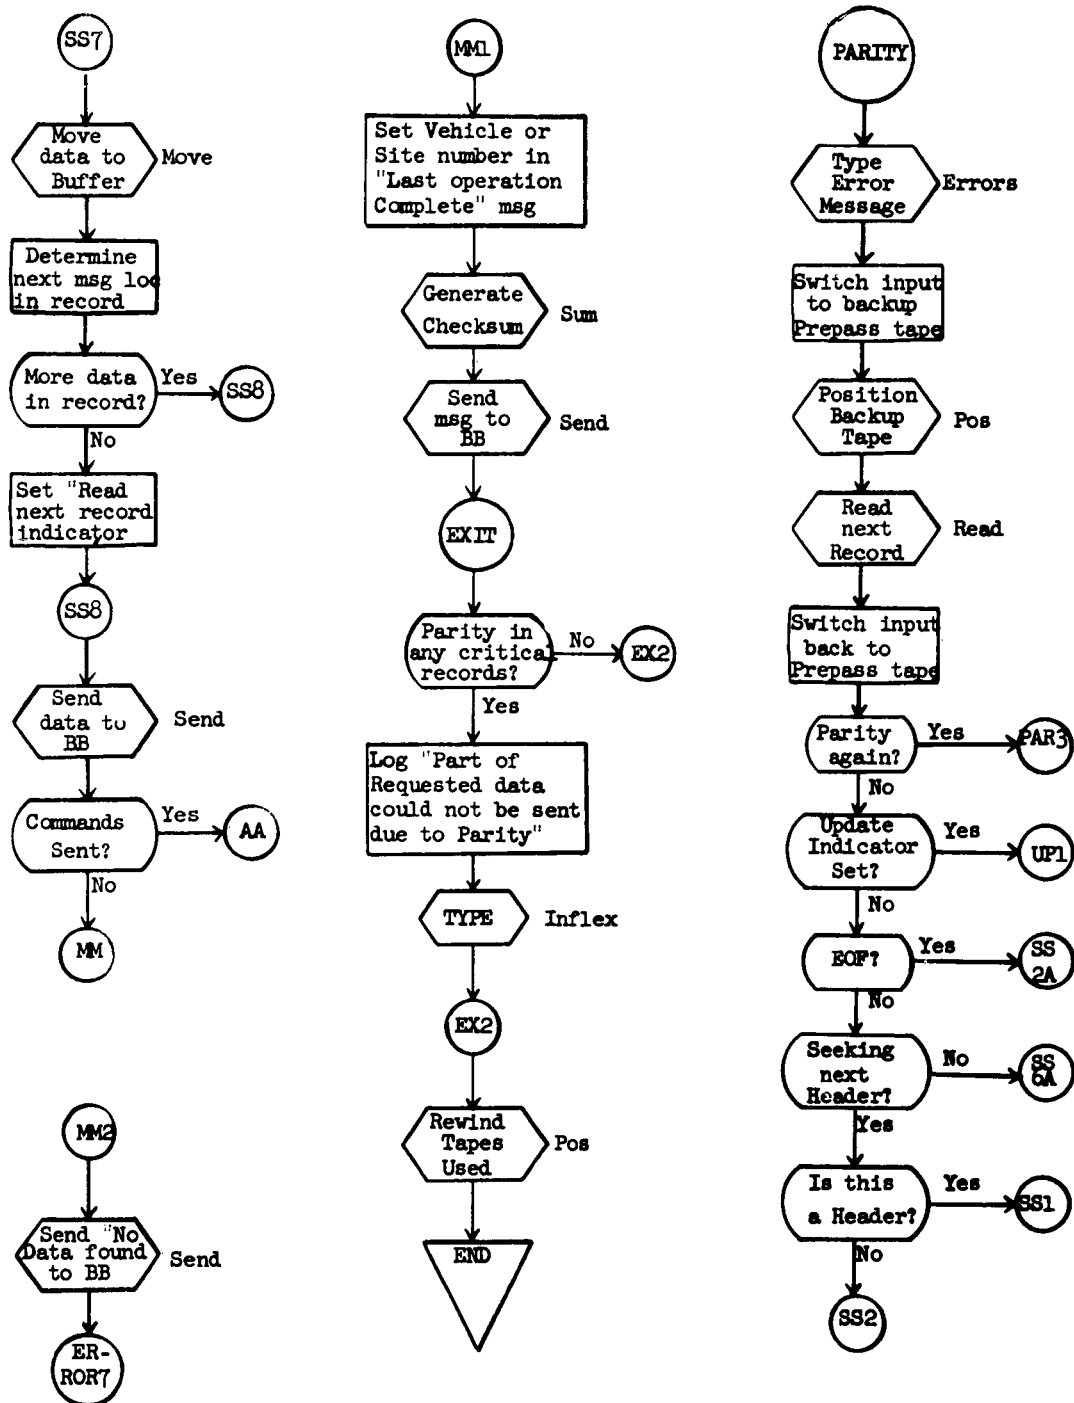 SS7
Move
data to
Buffer
Move
Determine
next msg loc
in record
More data
in record?
Yes
SS8
No
Set "Read
next record
indicator
SS8
Send
data to
BB
Send
Commands
Sent?
Yes
AA
No
MM
MM2
Send "No
Data found
to BB
Send
ER-
ROR7
MM1
Set Vehicle or
Site number in
"Last operation
Complete" msg
Generate
Checksum
Sum
Send
msg to
BB
Send
EXIT
Parity in
any critical
records?
No
EX2
Yes
Log "Part of
Requested data
could not be sent
due to Parity"
TYPE
Inflex
EX2
Rewind
Tapes
Used
Pos
END
PARITY
Type
Error
Message
Errors
Switch input
to backup
Prepass tape
Position
Backup
Tape
Pos
Read
next
Record
Read
Switch input
back to
Prepass tape
Parity
again?
Yes
PAR3
No
Update
Indicator
Set?
Yes
UP1
No
EOF?
Yes
SS
2A
No
Seeking
next
Header?
No
SS
6A
Yes
Is this
a Header?
Yes
SS1
No
SS2